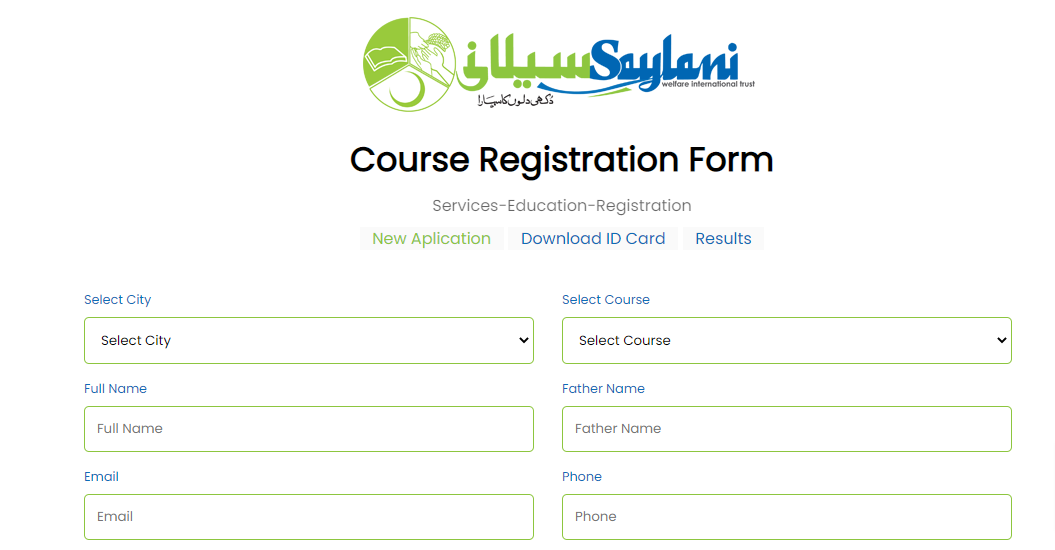 سیلانی Saylani
welfare international trust
دُکھی دلوں کا سہارا
Course Registration Form
Services-Education-Registration
New Aplication Download ID Card Results
Select City Select Course
Select City Select Course
Full Name Father Name
Full Name Father Name
Email Phone
Email Phone